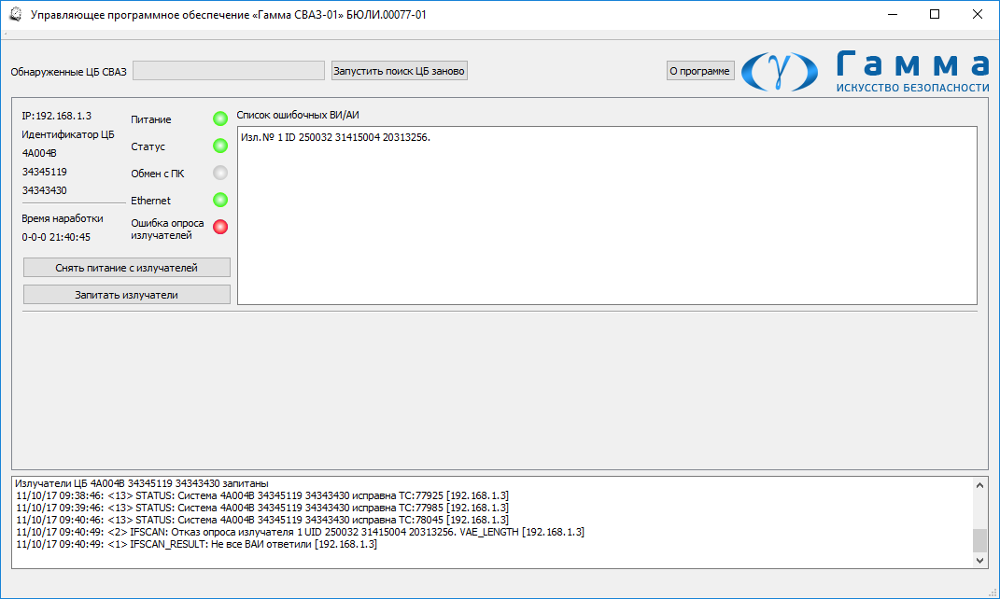 Управляющее программное обеспечение «Гамма СВАЗ-01» БЮЛИ.00077-01
Обнаруженные ЦБ СВАЗ
Запустить поиск ЦБ заново
О программе
γ
Гамма
ИСКУССТВО БЕЗОПАСНОСТИ
IP:192.168.1.3
Идентификатор ЦБ
4A004B
34345119
34343430
Время наработки
0-0-0 21:40:45
Питание
Статус
Обмен с ПК
Ethernet
Ошибка опроса
излучателей
Снять питание с излучателей
Запитать излучатели
Список ошибочных ВИ/АИ
Изл.№ 1 ID 250032 31415004 20313256.
Излучатели ЦБ 4A004B 34345119 34343430 запитаны
11/10/17 09:38:46: <13> STATUS: Система 4A004B 34345119 34343430 исправна TC:77925 [192.168.1.3]
11/10/17 09:39:46: <13> STATUS: Система 4A004B 34345119 34343430 исправна TC:77985 [192.168.1.3]
11/10/17 09:40:46: <13> STATUS: Система 4A004B 34345119 34343430 исправна TC:78045 [192.168.1.3]
11/10/17 09:40:49: <2> IFSCAN: Отказ опроса излучателя 1 UID 250032 31415004 20313256. VAE_LENGTH [192.168.1.3]
11/10/17 09:40:49: <1> IFSCAN_RESULT: Не все ВАИ ответили [192.168.1.3]